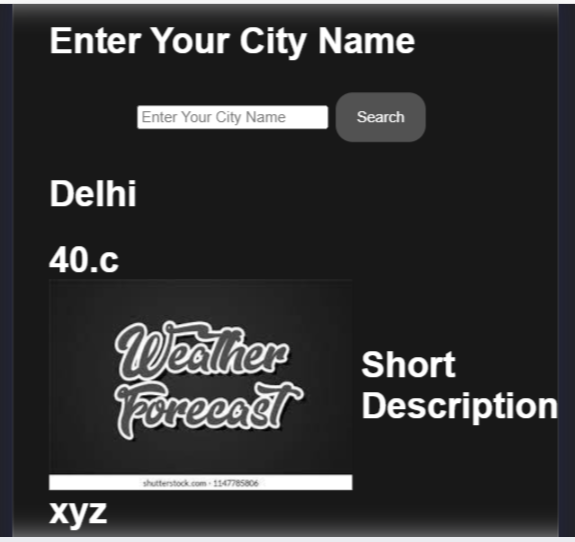 Enter Your City Name
Enter Your City Name
Search
Delhi
40.c
Weather
Forecast
shutterstock.com · 1147785806
Short
Description
xyz